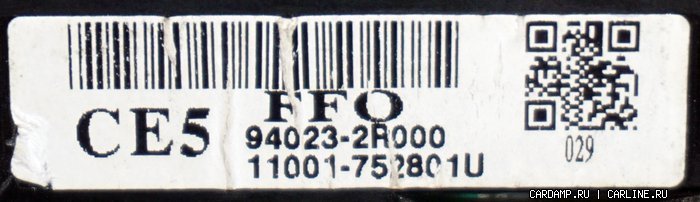 FFO
CE5
94023-2R000
11001-752801U
029
CARDAMP.RU | CARLINE.RU